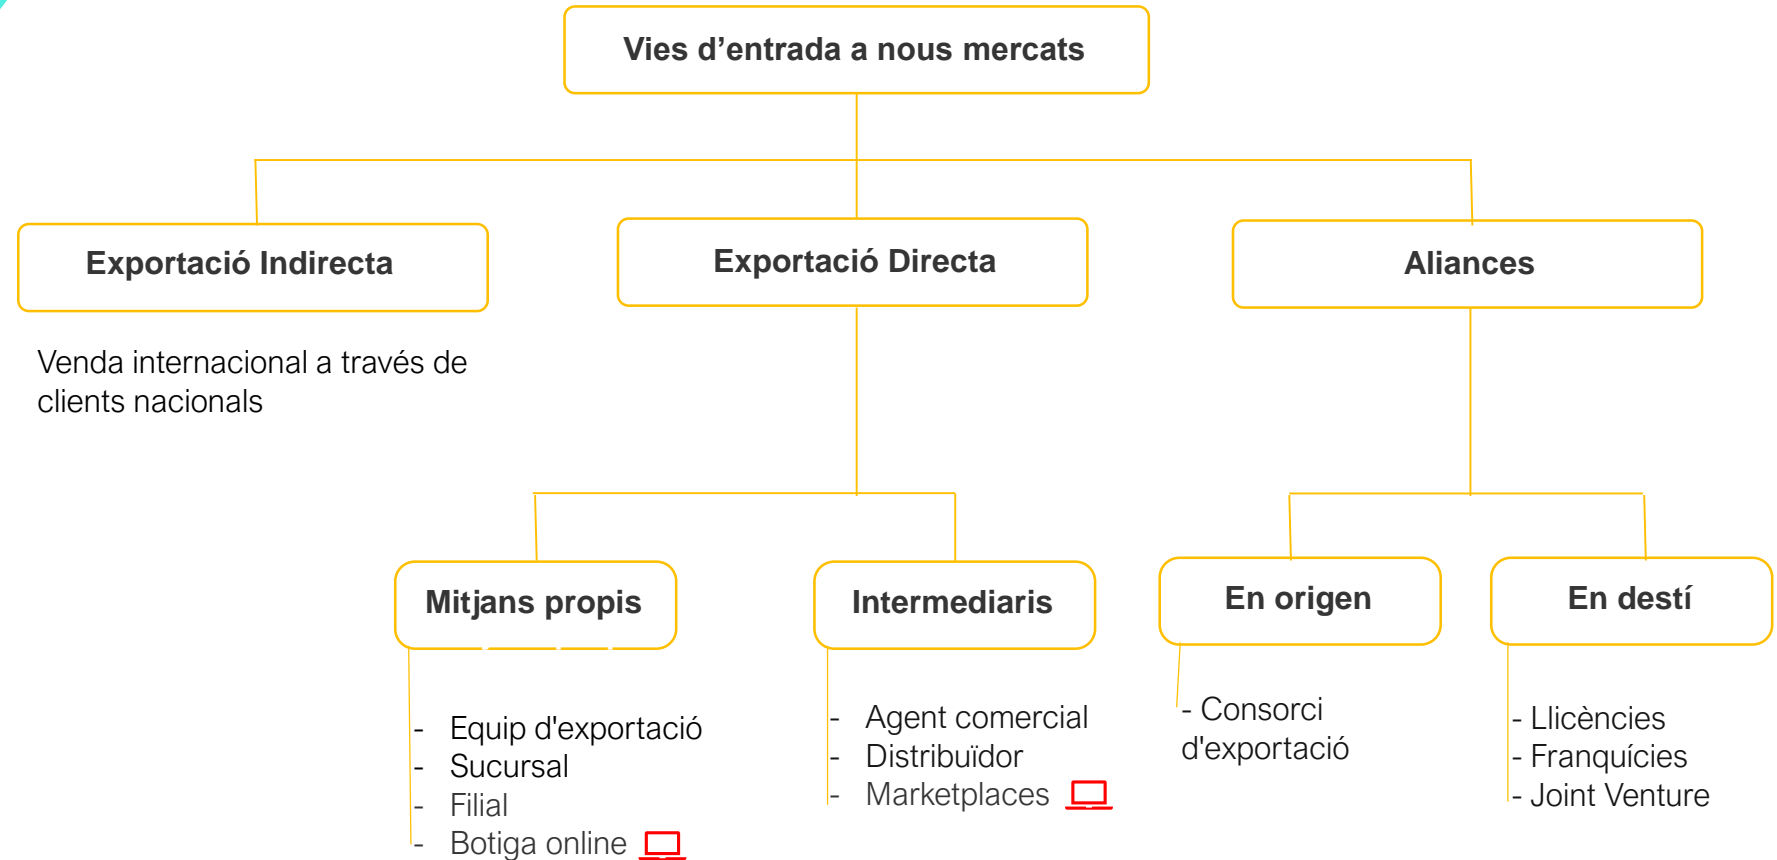 Vies d’entrada a nous mercats
Exportació Indirecta
Exportació Directa
Aliances
Venda internacional a través de
clients nacionals
Mitjans propis
Intermediaris
En origen
En destí
- Equip d'exportació
- Sucursal
- Filial
- Botiga online
- Agent comercial
- Distribuïdor
- Marketplaces
- Consorci
d'exportació
- Llicències
- Franquícies
- Joint Venture